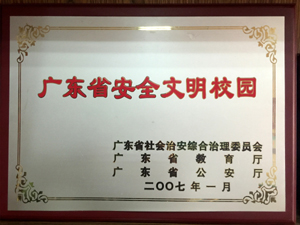 广东省安全文明校园
广东省社会治安综合治理委员会
广东省教育厅
广东省公安厅
二〇〇七年一月